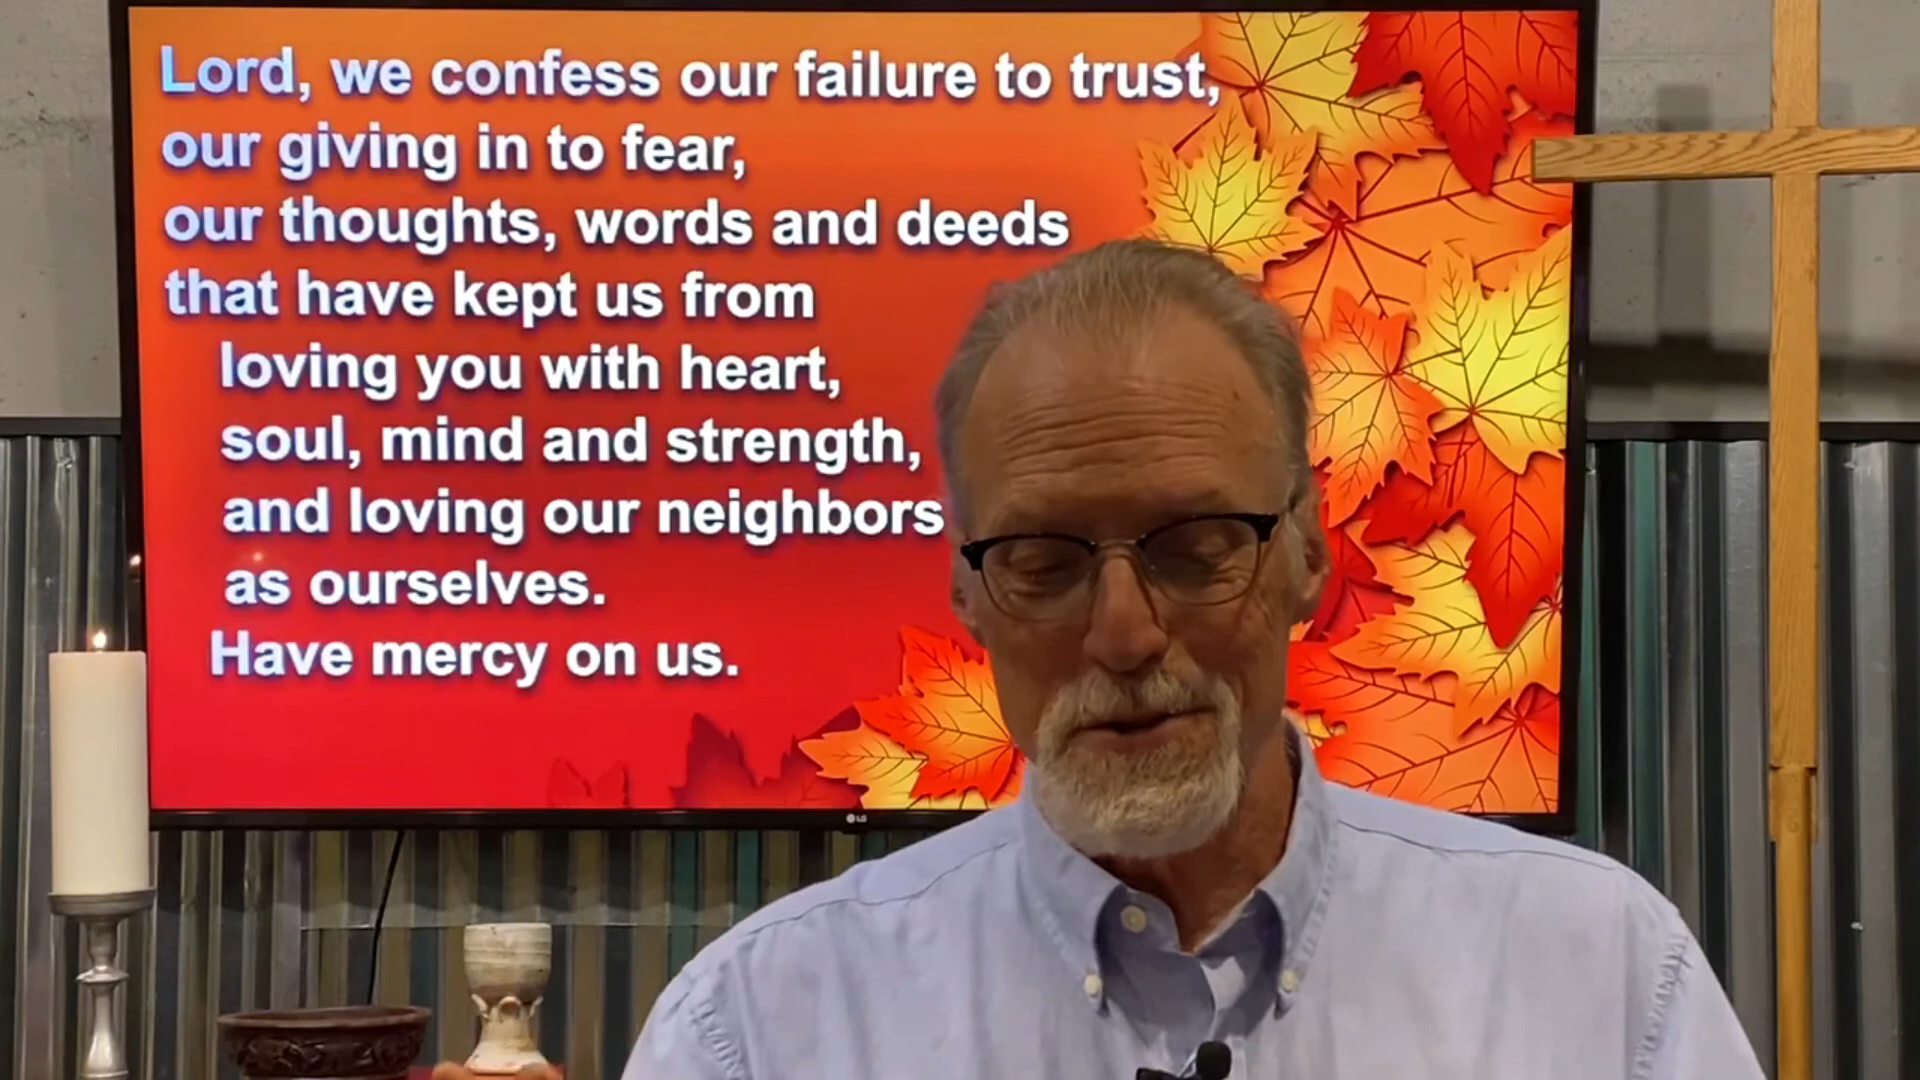 Lord, we confess our failure to trust,
our giving in to fear,
our thoughts, words and deeds
that have kept us from
loving you with heart,
soul, mind and strength,
and loving our neighbors
as ourselves.
Have mercy on us.
LG